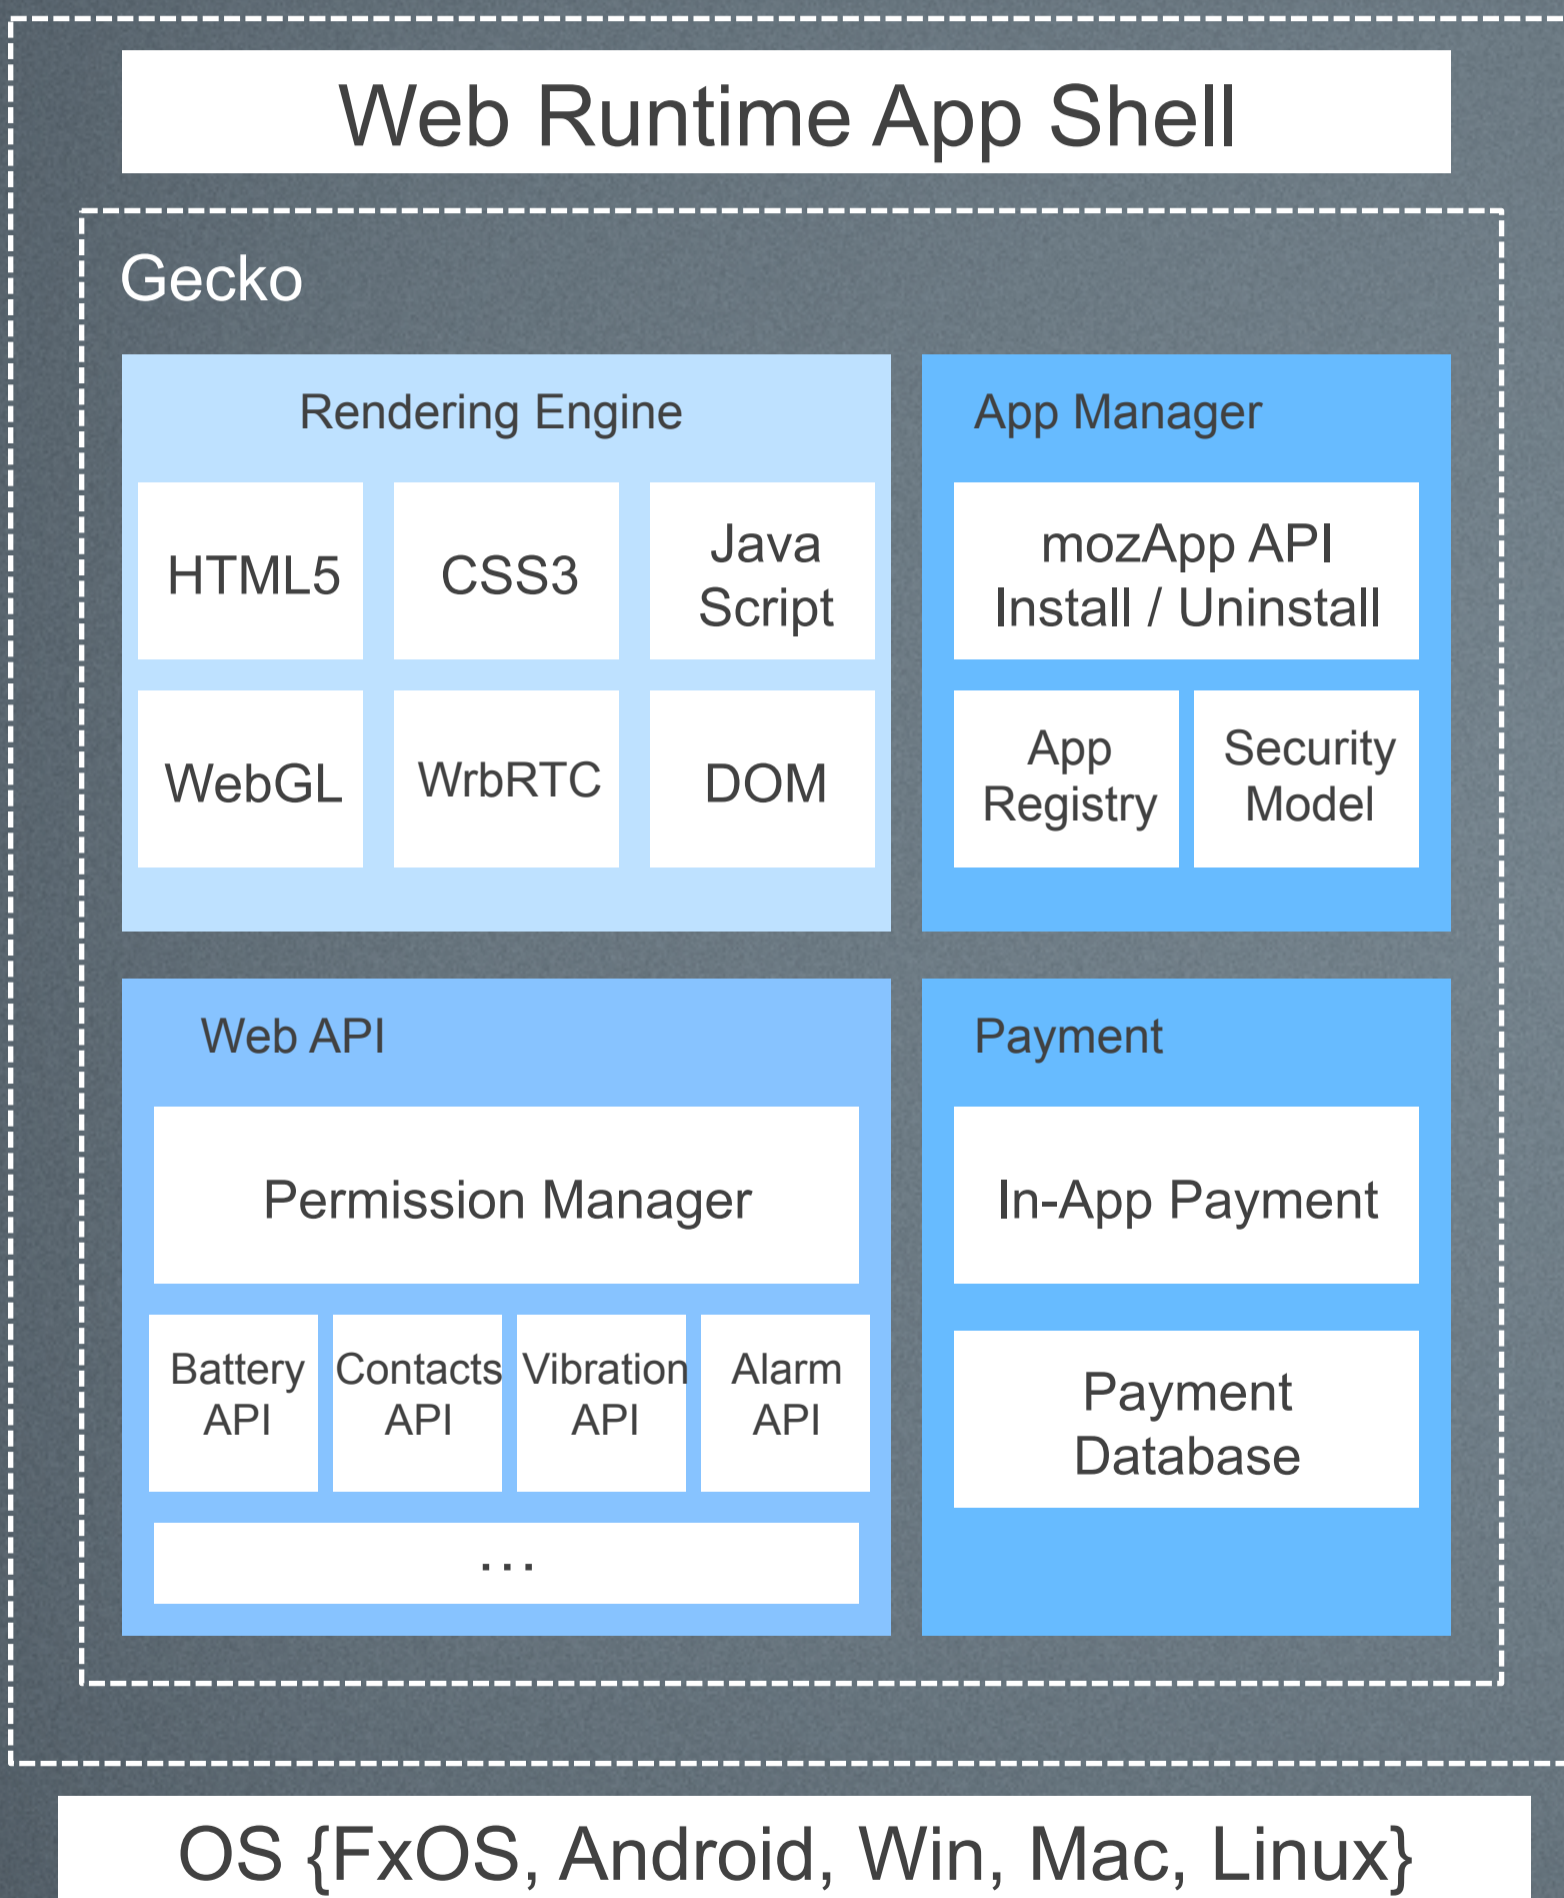 Web Runtime App Shell
Gecko
Rendering Engine
HTML5
CSS3
Java
Script
WebGL
WrbRTC
DOM
App Manager
mozApp API
Install / Uninstall
App
Registry
Security
Model
Web API
Permission Manager
Battery
API
Contacts
API
Vibration
API
Alarm
API
...
Payment
In-App Payment
Payment
Database
OS {FxOS, Android, Win, Mac, Linux}